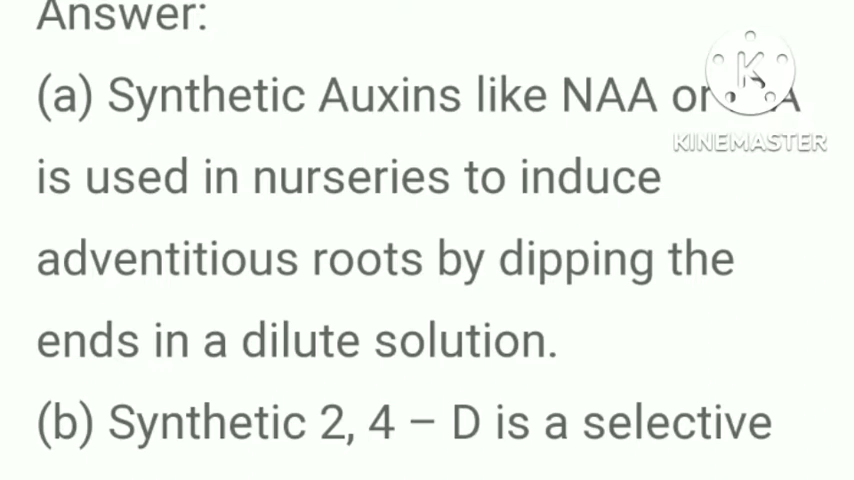 Answer:
(a) Synthetic Auxins like NAA or
KINEMASTER
is used in nurseries to induce
adventitious roots by dipping the
ends in a dilute solution.
(b) Synthetic 2, 4 – D is a selective